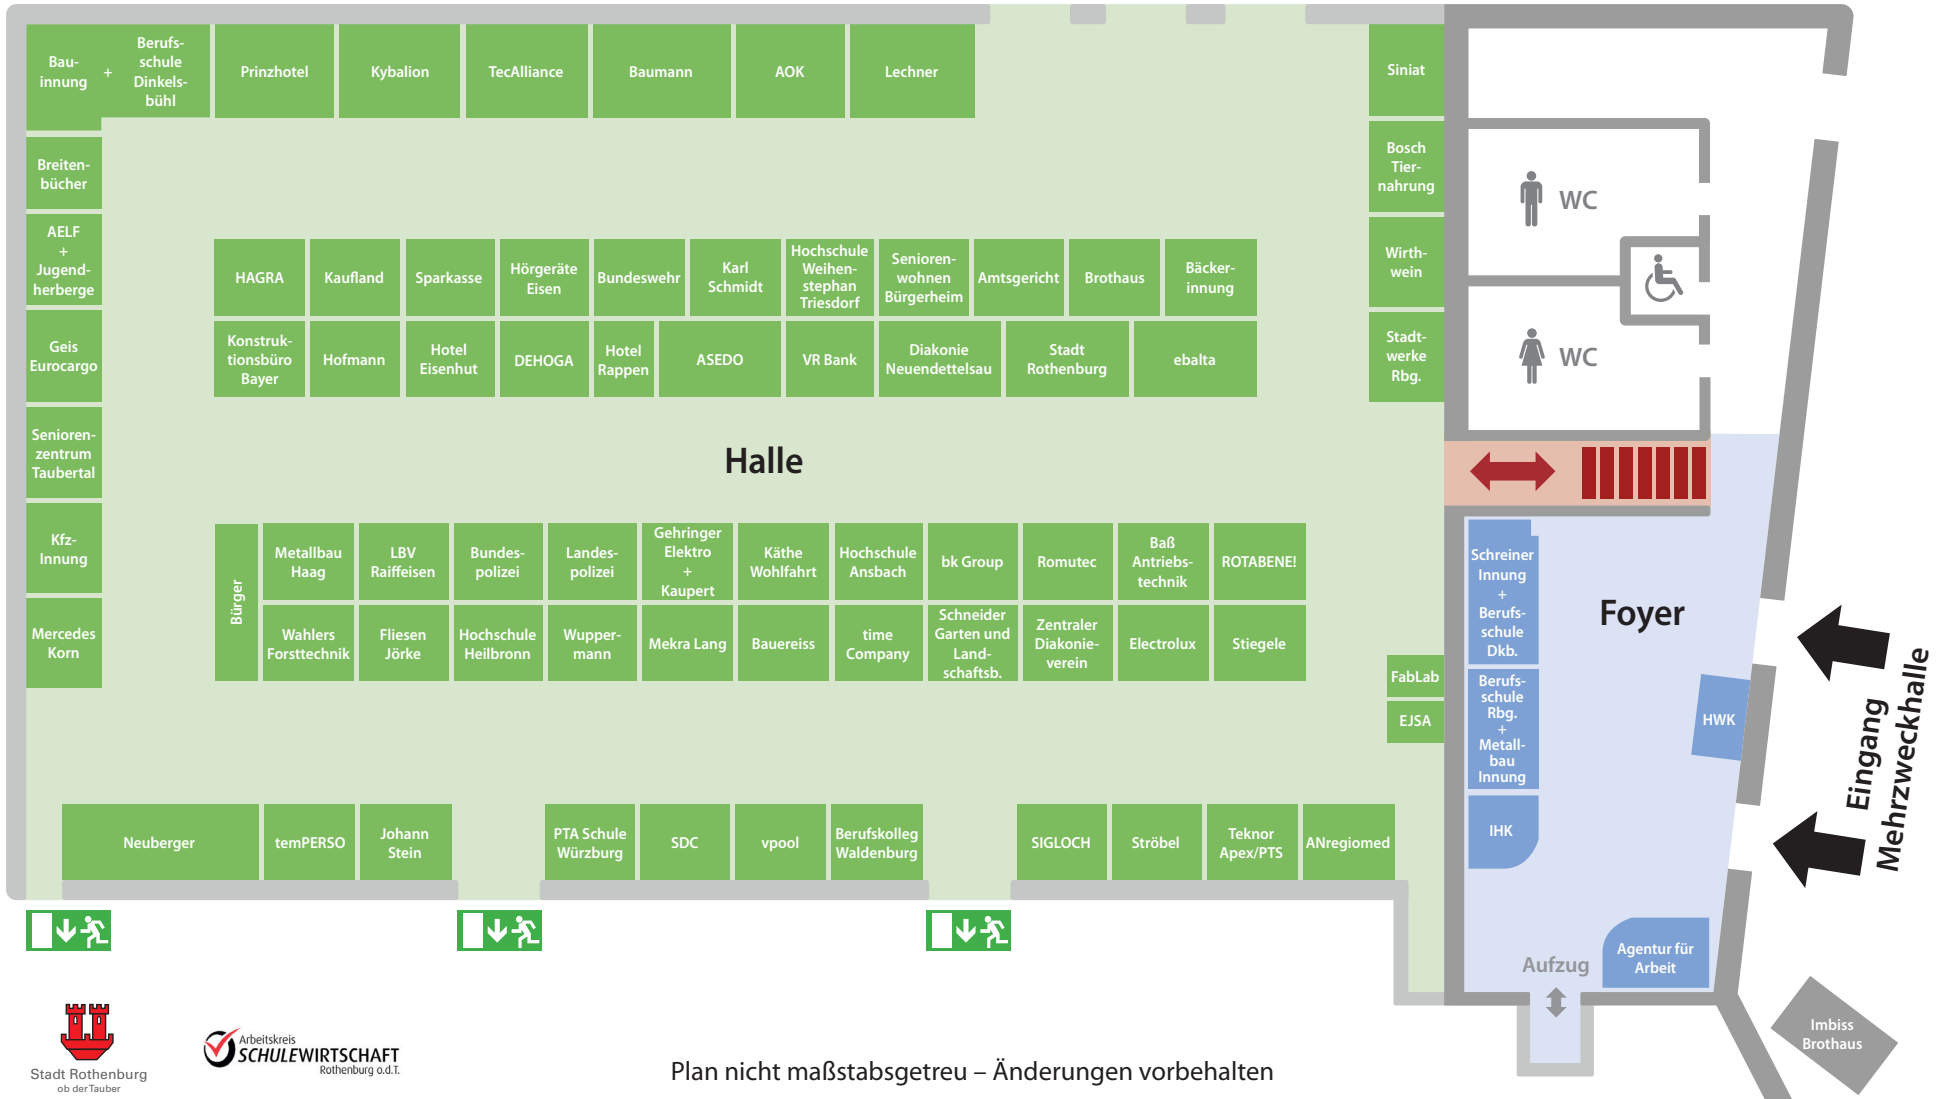 Bau-
innung
+
Berufs-
schule
Dinkels-
bühl
Prinzhotel
Kybalion
TecAlliance
Baumann
AOK
Lechner
Siniat
Breiten-
bücher
AELF
+
Jugend-
herberge
Geis
Eurocargo
Senioren-
zentrum
Taubertal
Kfz-
Innung
Mercedes
Korn
Bosch
Tier-
nahrung
Wirth-
wein
Stadt-
werke
Rbg.
WC
WC
HAGRA
Kaufland
Sparkasse
Hörgeräte
Eisen
Bundeswehr
Karl
Schmidt
Hochschule
Weihen-
stephan
Triesdorf
Senioren-
wohnen
Bürgerheim
Amtsgericht
Brothaus
Bäcker-
innung
Konstruk-
tionsbüro
Bayer
Hofmann
Hotel
Eisenhut
DEHOGA
Hotel
Rappen
ASEDO
VR Bank
Diakonie
Neuendettelsau
Stadt
Rothenburg
ebalta
Halle
Bürger
Metallbau
Haag
LBV
Raiffeisen
Bundes-
polizei
Landes-
polizei
Gehringer
Elektro
+
Kaupert
Käthe
Wohlfahrt
Hochschule
Ansbach
bk Group
Romutec
Baß
Antriebs-
technik
ROTABENE!
Wahlers
Forsttechnik
Fliesen
Jörke
Hochschule
Heilbronn
Wupper-
mann
Mekra Lang
Bauereiss
time
Company
Schneider
Garten und
Land-
schaftsb.
Zentraler
Diakonie-
verein
Electrolux
Stiegele
FabLab
EJSA
Schreiner
Innung
+
Berufs-
schule
Dkb.
Berufs-
schule
Rbg.
+
Metall-
bau
Innung
IHK
Foyer
HWK
Eingang
Mehrzweckhalle
Neuberger
temPERSO
Johann
Stein
PTA Schule
Würzburg
SDC
vpool
Berufskolleg
Waldenburg
SIGLOCH
Ströbel
Teknor
Apex/PTS
ANregiomed
Agentur für
Arbeit
Aufzug
Imbiss
Brothaus
Stadt Rothenburg
ob der Tauber
Arbeitskreis
SCHULEWIRTSCHAFT
Rothenburg o.d.T.
Plan nicht maßstabsgetreu – Änderungen vorbehalten